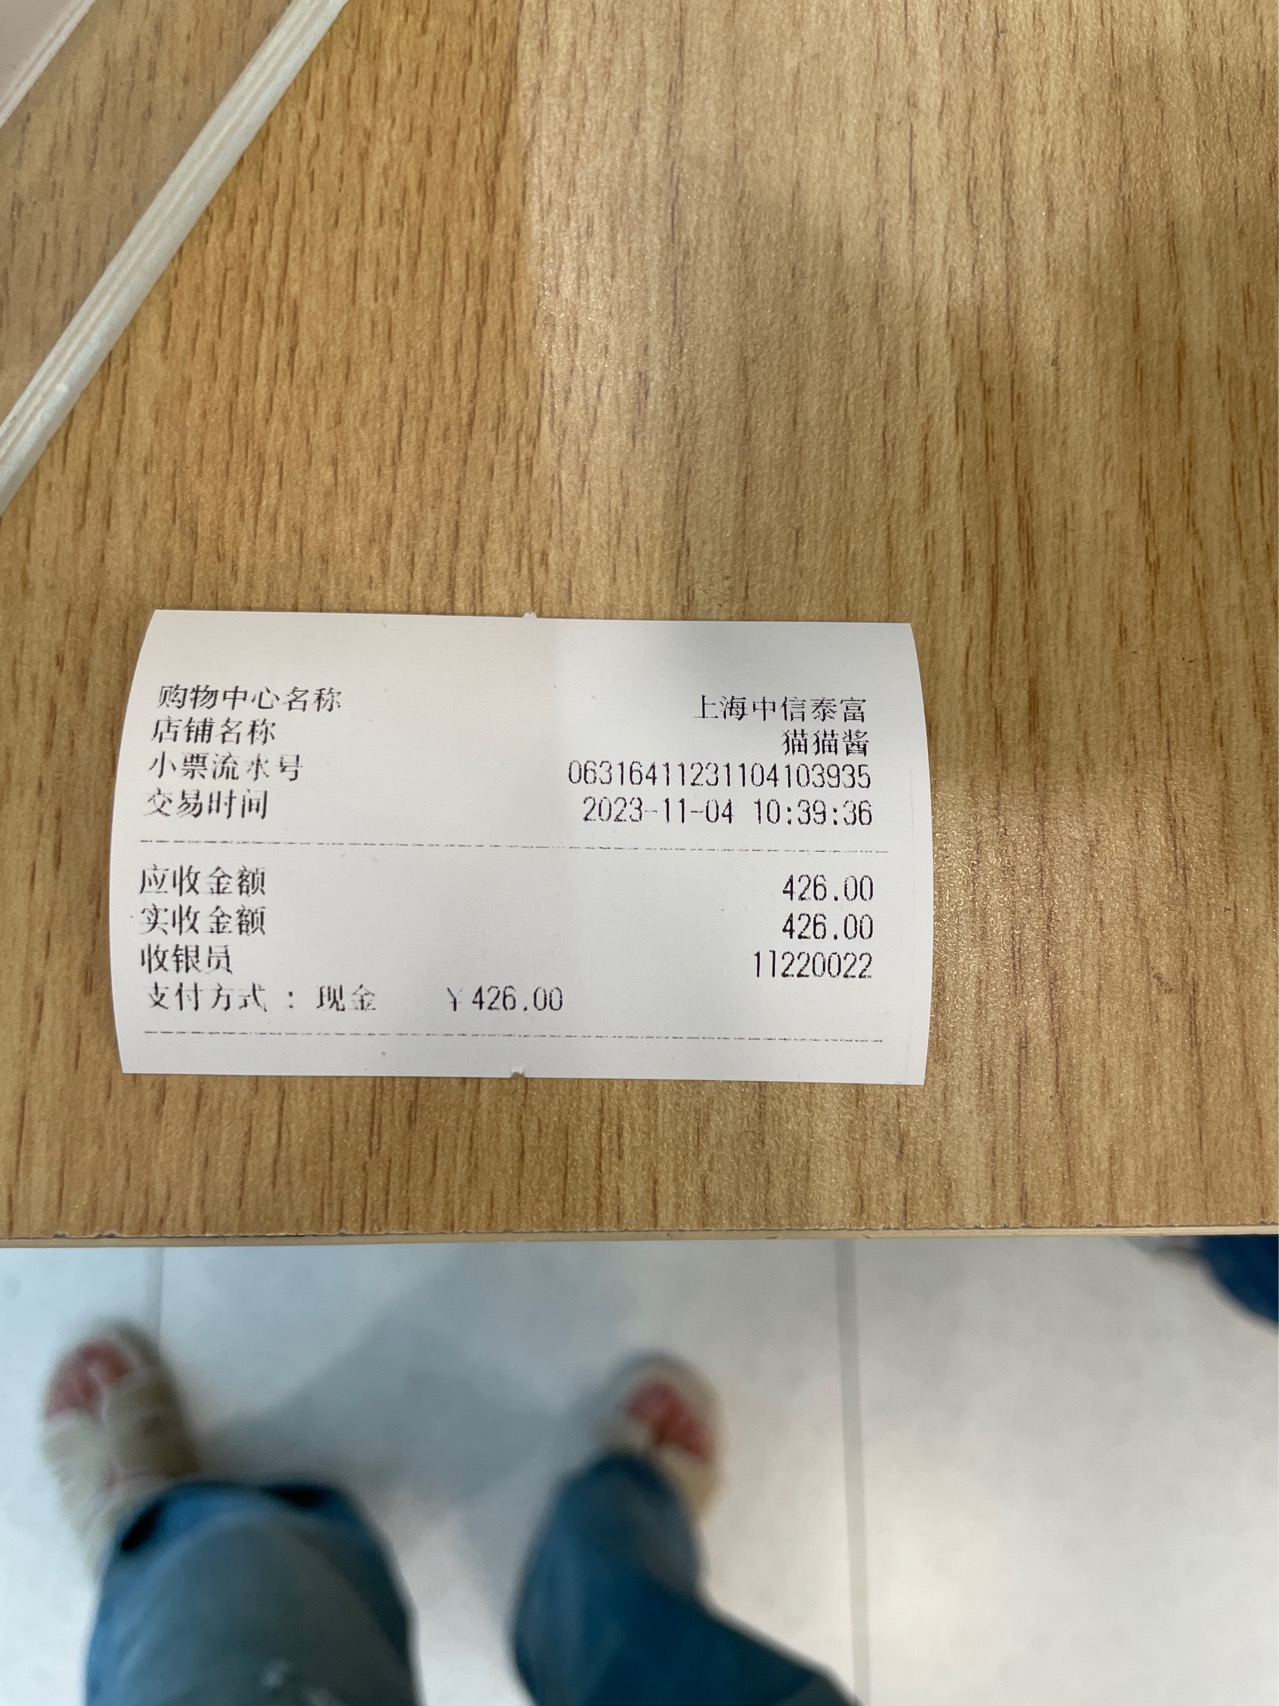 购物中心名称 上海中信泰富
店铺名称 猫猫酱
小票流水号 06316411231104103935
交易时间 2023-11-04 10:39:36
应收金额 426.00
实收金额 426.00
收银员 11220022
支付方式 : 现金 ¥426.00